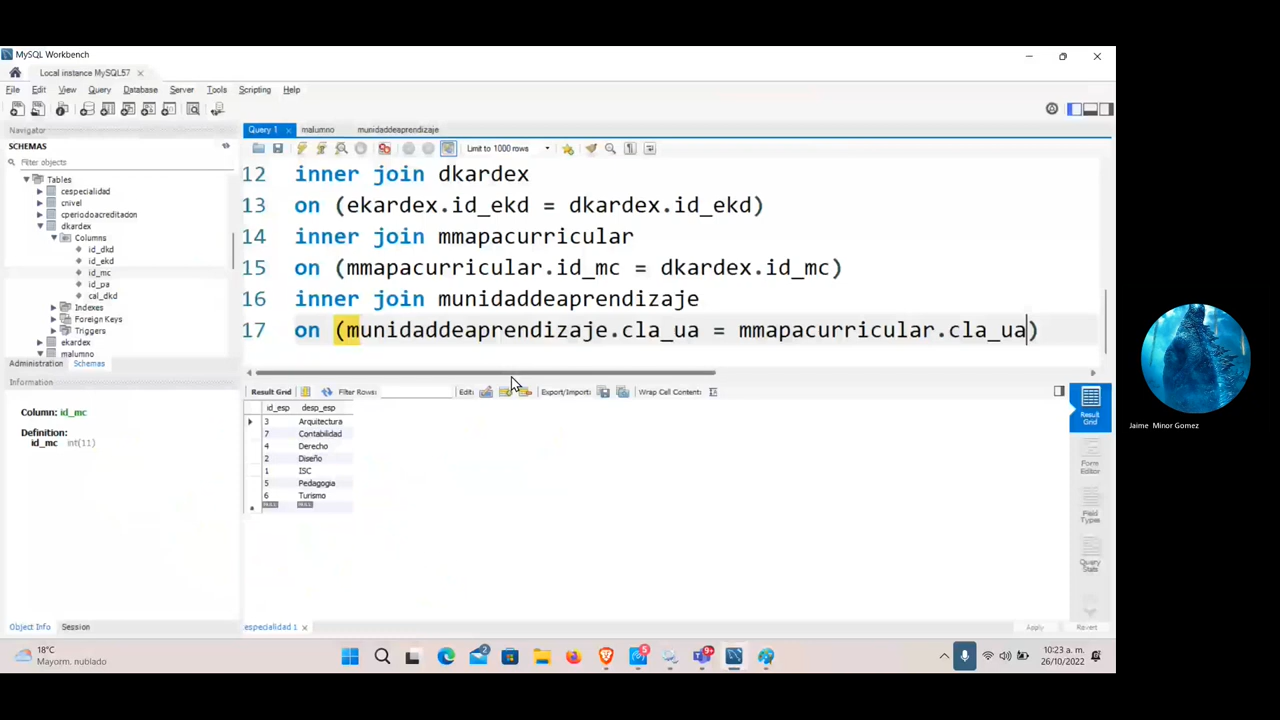 MySQL Workbench
Local instance MySQL57
File Edit View Query Database Server Tools Scripting Help
Navigator
SCHEMAS
Filter objects
Tables
cespecialidad
cnivel
cperiodoacreditacion
dkardex
Columns
id_dkd
id_ekd
id_mc
id_pa
cal_dkd
Indexes
Foreign Keys
Triggers
ekardex
malumno
Administration Schemas
Information
Column: id_mc
Definition:
id_mc int(11)
Object Info Session
Query 1 malumno munidaddeaprendizaje
Limit to 1000 rows
12 inner join dkardex
13 on (ekardex.id_ekd = dkardex.id_ekd)
14 inner join mmapacurricular
15 on (mmapacurricular.id_mc = dkardex.id_mc)
16 inner join munidaddeaprendizaje
17 on (munidaddeaprendizaje.cla_ua = mmapacurricular.cla_ua)
Result Grid Filter Rows: Edit: Export/Import: Wrap Cell Content:
id_esp desp_esp
3 Arquitectura
7 Contabilidad
4 Derecho
2 Diseño
1 ISC
5 Pedagogia
6 Turismo
NULL NULL
Result Grid
Form Editor
Field Types
Query Stats
especialidad 1
Apply Revert
Jaime Minor Gomez
18°C
Mayorm. nublado
2
5
9+
10:23 a. m.
26/10/2022